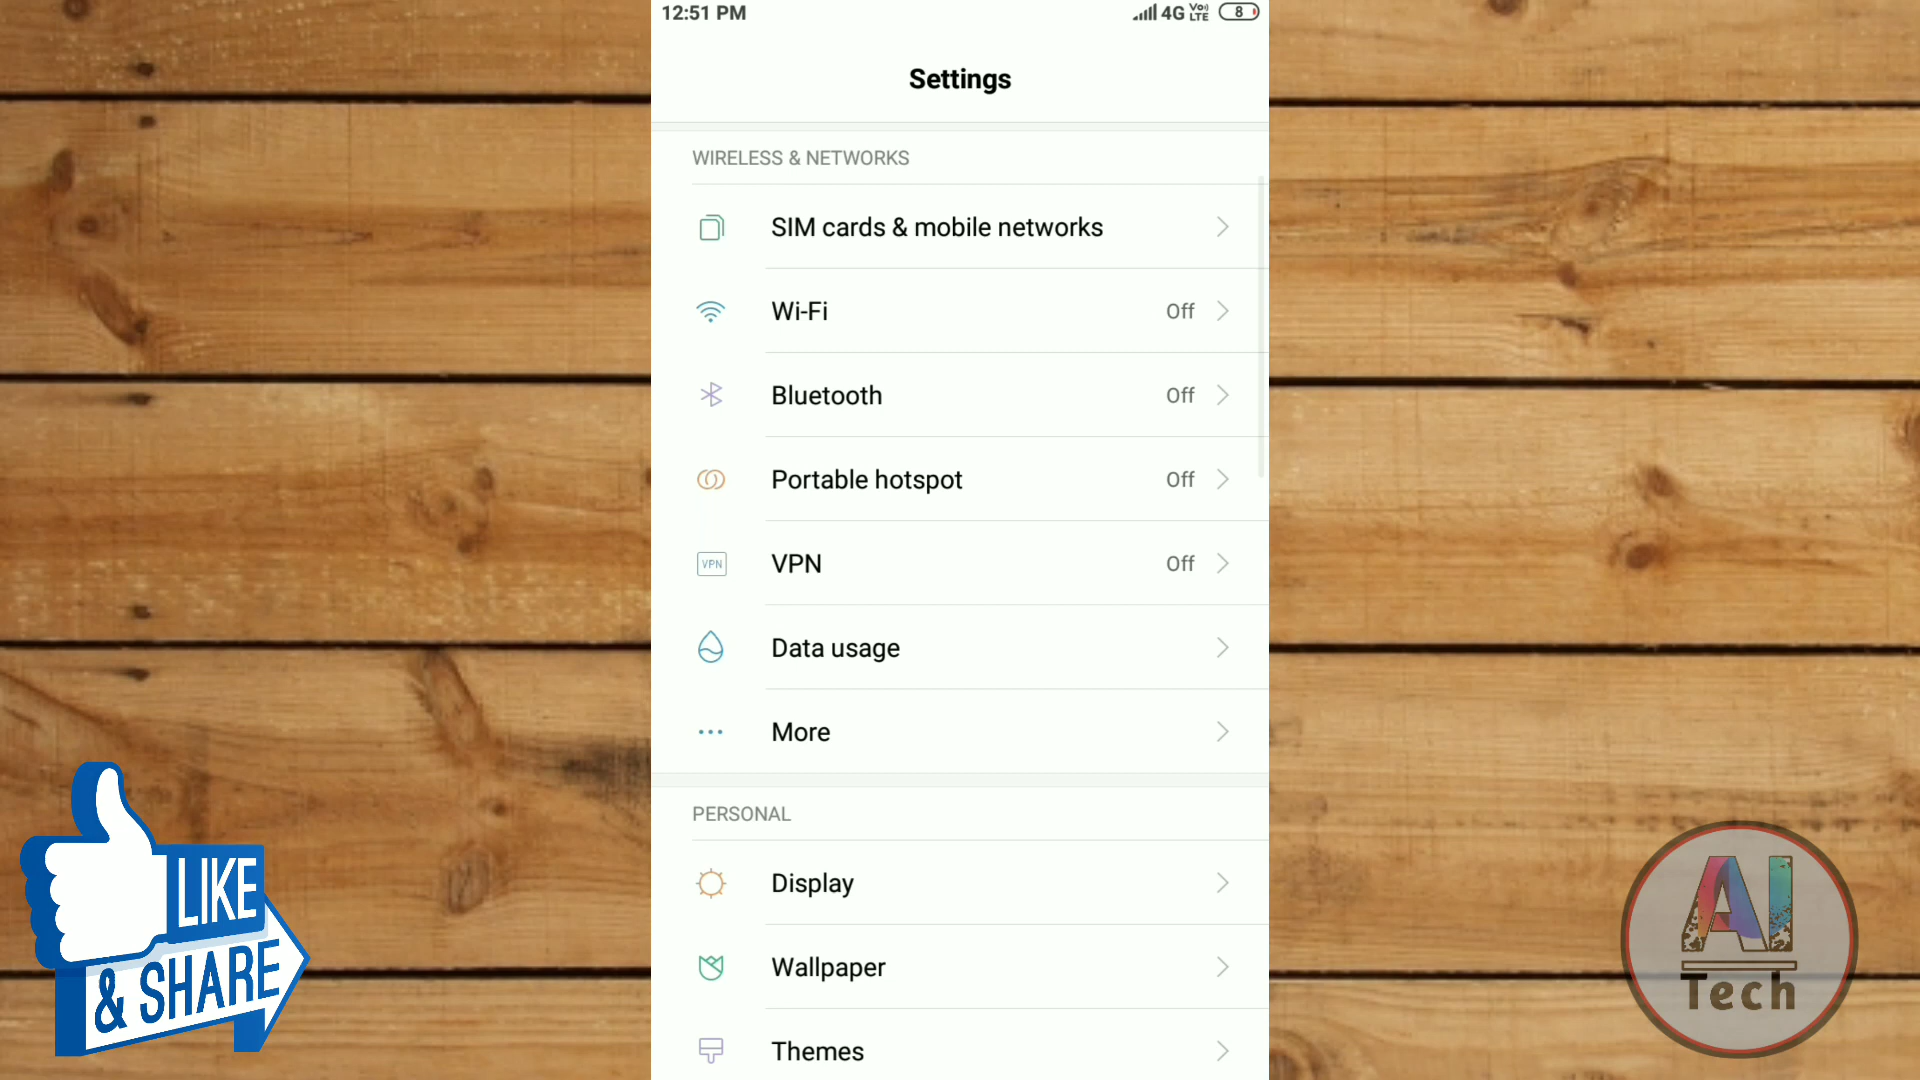 12:51 PM
4G Vo) LTE 8
Settings
WIRELESS & NETWORKS
SIM cards & mobile networks
Wi-Fi Off
Bluetooth Off
Portable hotspot Off
VPN VPN Off
Data usage
More
PERSONAL
Display
Wallpaper
Themes
LIKE
& SHARE
AI
Tech